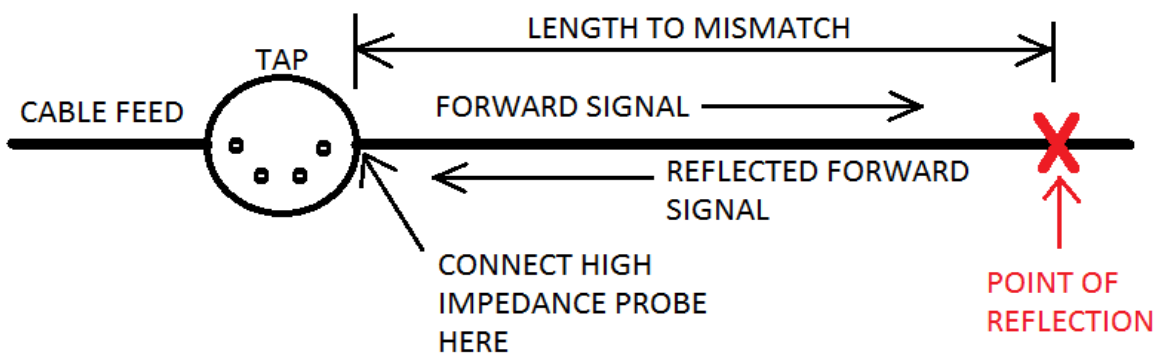 LENGTH TO MISMATCH
TAP
CABLE FEED
FORWARD SIGNAL
REFLECTED FORWARD
SIGNAL
CONNECT HIGH
IMPEDANCE PROBE
HERE
POINT OF
REFLECTION